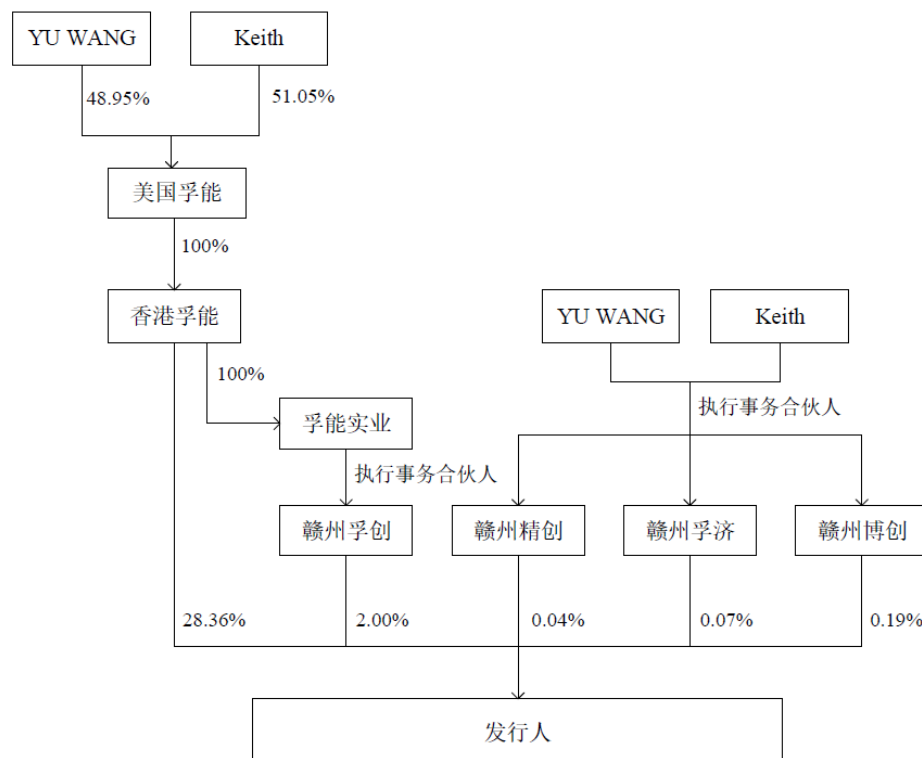 YU WANG
Keith
48.95%
51.05%
美国孚能
100%
香港孚能
YU WANG
Keith
100%
执行事务合伙人
孚能实业
执行事务合伙人
赣州孚创
赣州精创
赣州孚济
赣州博创
28.36%
2.00%
0.04%
0.07%
0.19%
发行人